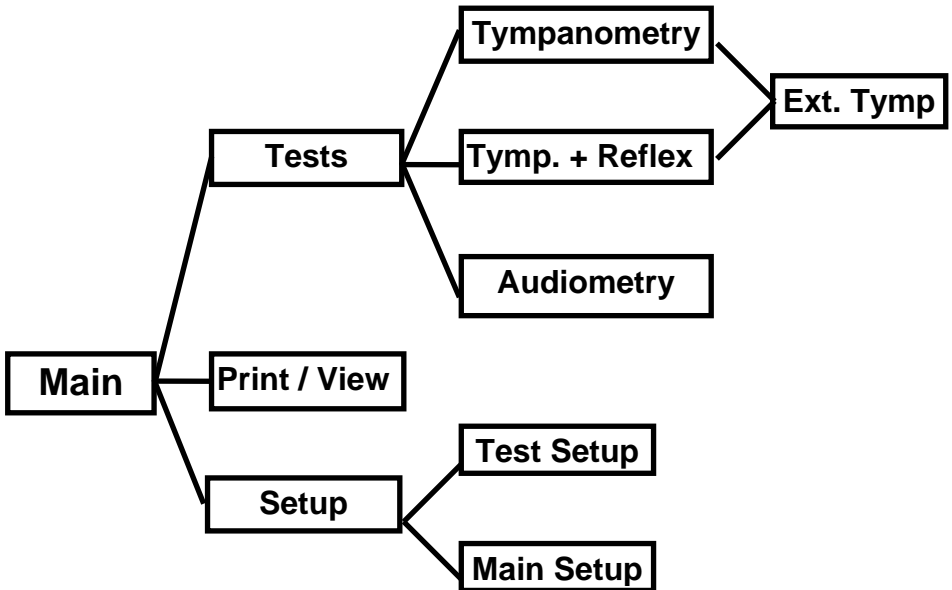 Tympanometry
Ext. Tymp
Tests
Tymp. + Reflex
Audiometry
Main
Print / View
Test Setup
Setup
Main Setup